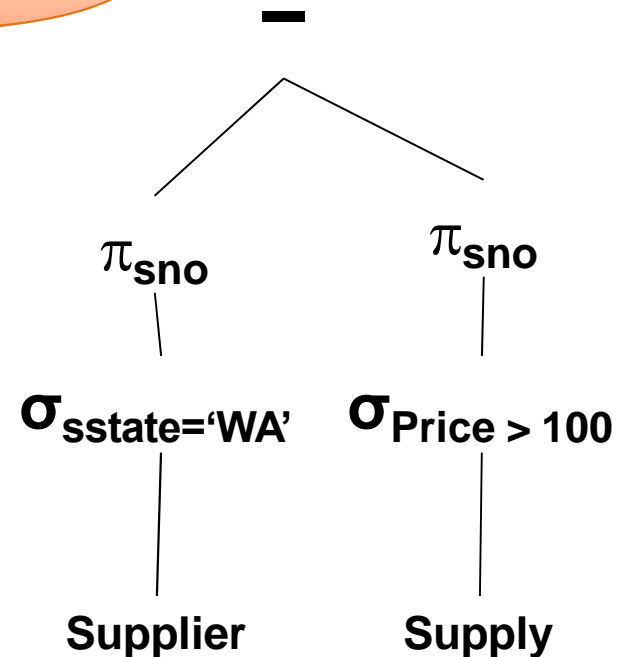 −
πsno πsno
σsstate=‘WA’ σPrice > 100
Supplier Supply